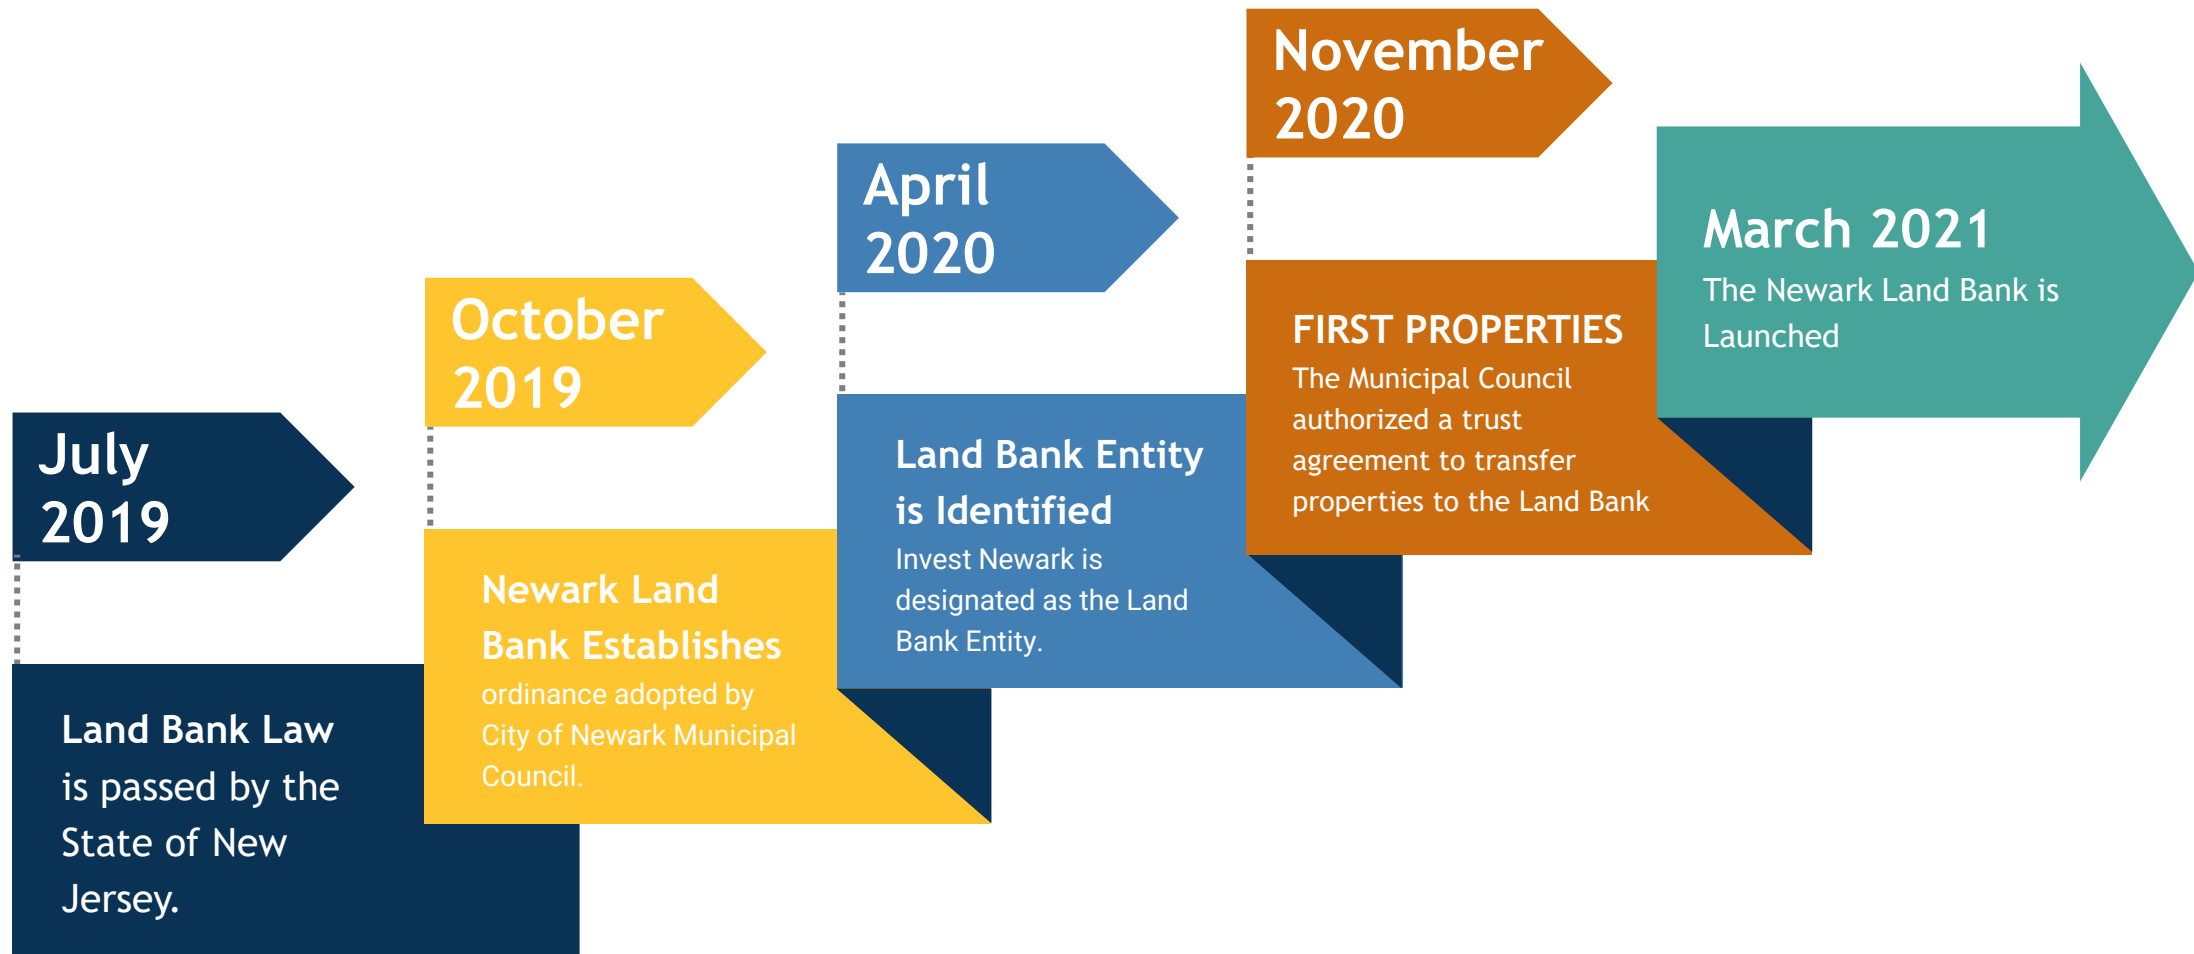 July
2019
Land Bank Law
is passed by the
State of New
Jersey.
October
2019
Newark Land
Bank Establishes
ordinance adopted by
City of Newark Municipal
Council.
April
2020
Land Bank Entity
is Identified
Invest Newark is
designated as the Land
Bank Entity.
November
2020
FIRST PROPERTIES
The Municipal Council
authorized a trust
agreement to transfer
properties to the Land Bank
March 2021
The Newark Land Bank is
Launched